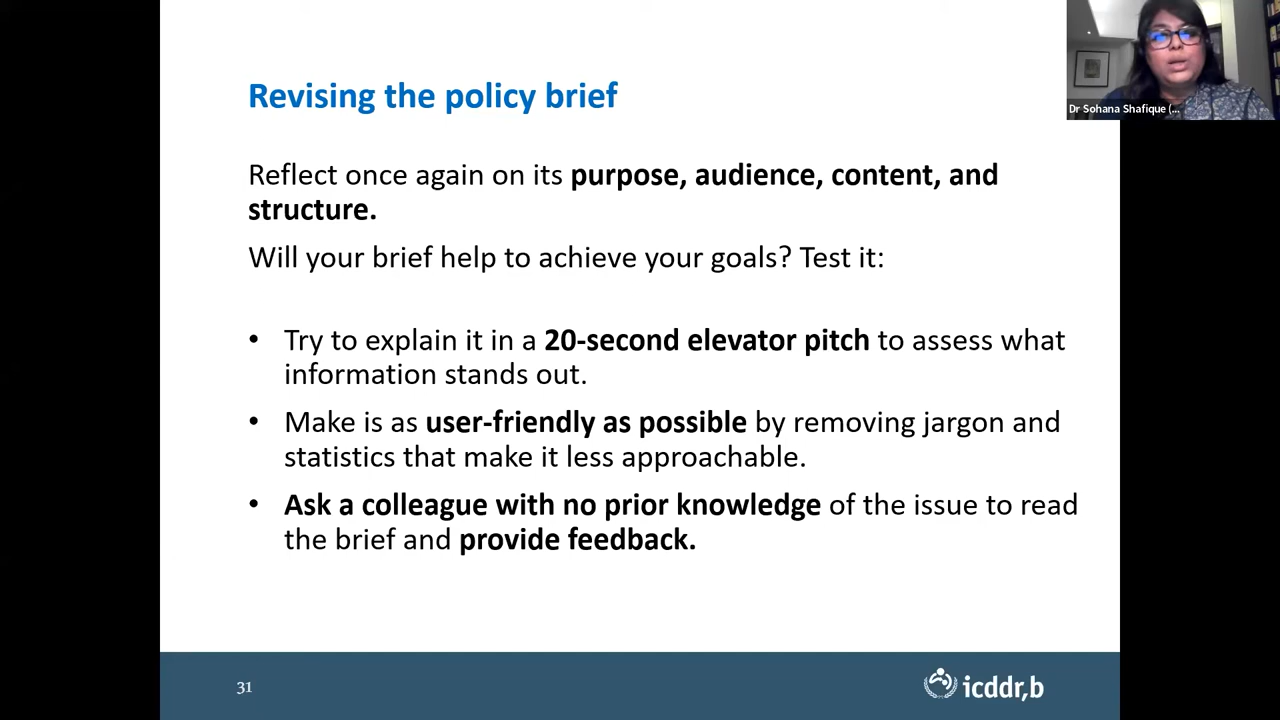 Dr Sohana Shafique (...
Revising the policy brief
Reflect once again on its purpose, audience, content, and
structure.
Will your brief help to achieve your goals? Test it:
• Try to explain it in a 20-second elevator pitch to assess what
information stands out.
• Make is as user-friendly as possible by removing jargon and
statistics that make it less approachable.
• Ask a colleague with no prior knowledge of the issue to read
the brief and provide feedback.
31
icddr,b